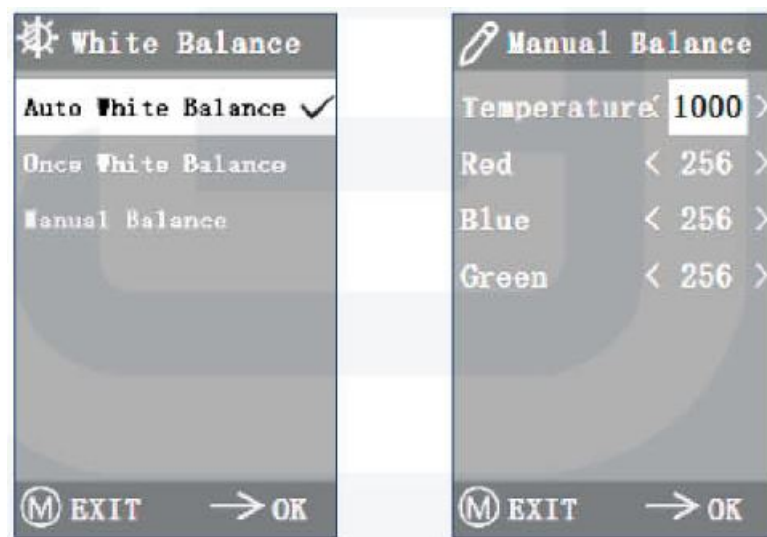 White Balance
Auto White Balance
Once White Balance
Manual Balance
M EXIT → OK
Manual Balance
Temperature < 1000 >
Red < 256 >
Blue < 256 >
Green < 256 >
M EXIT → OK